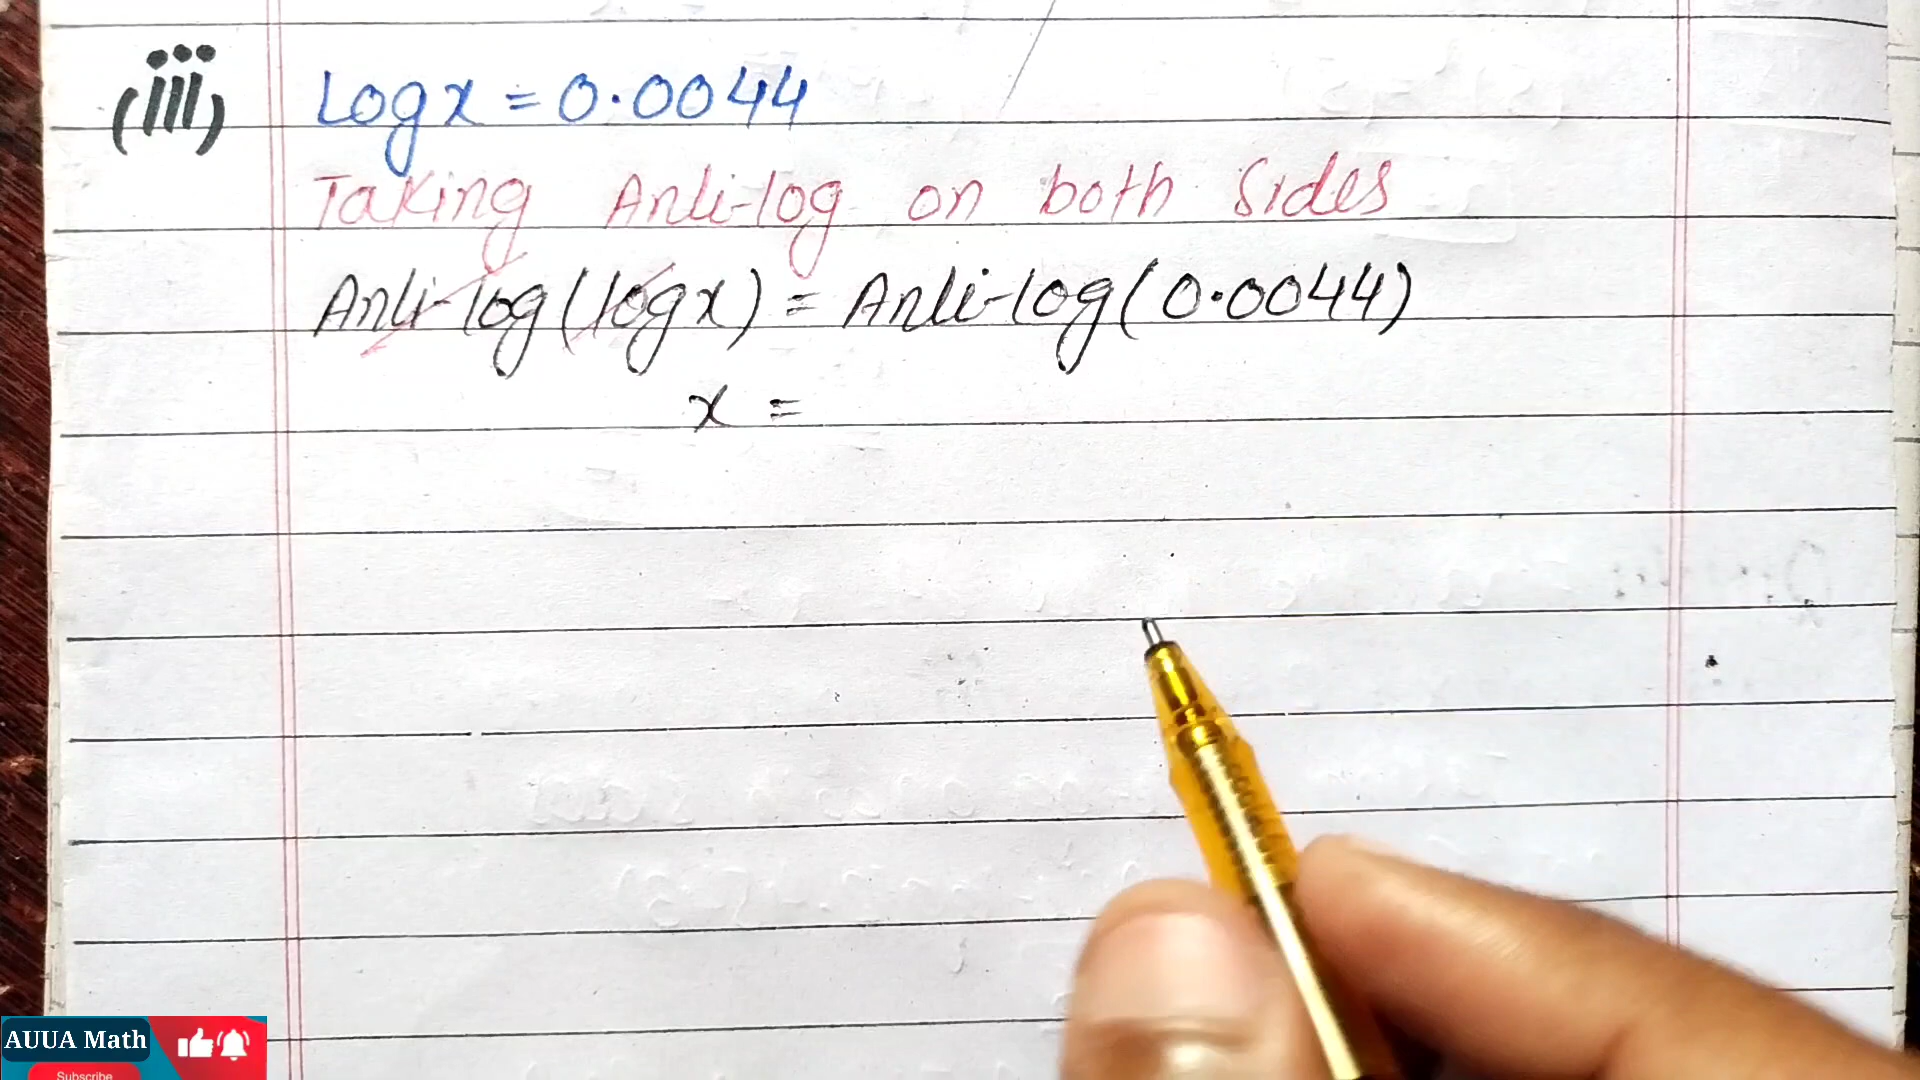 (iii) Log x = 0.0044
Taking Anti-log on both Sides
Anti-log (log x) = Anti-log (0.0044)
x =
AUUA Math
Subscribe